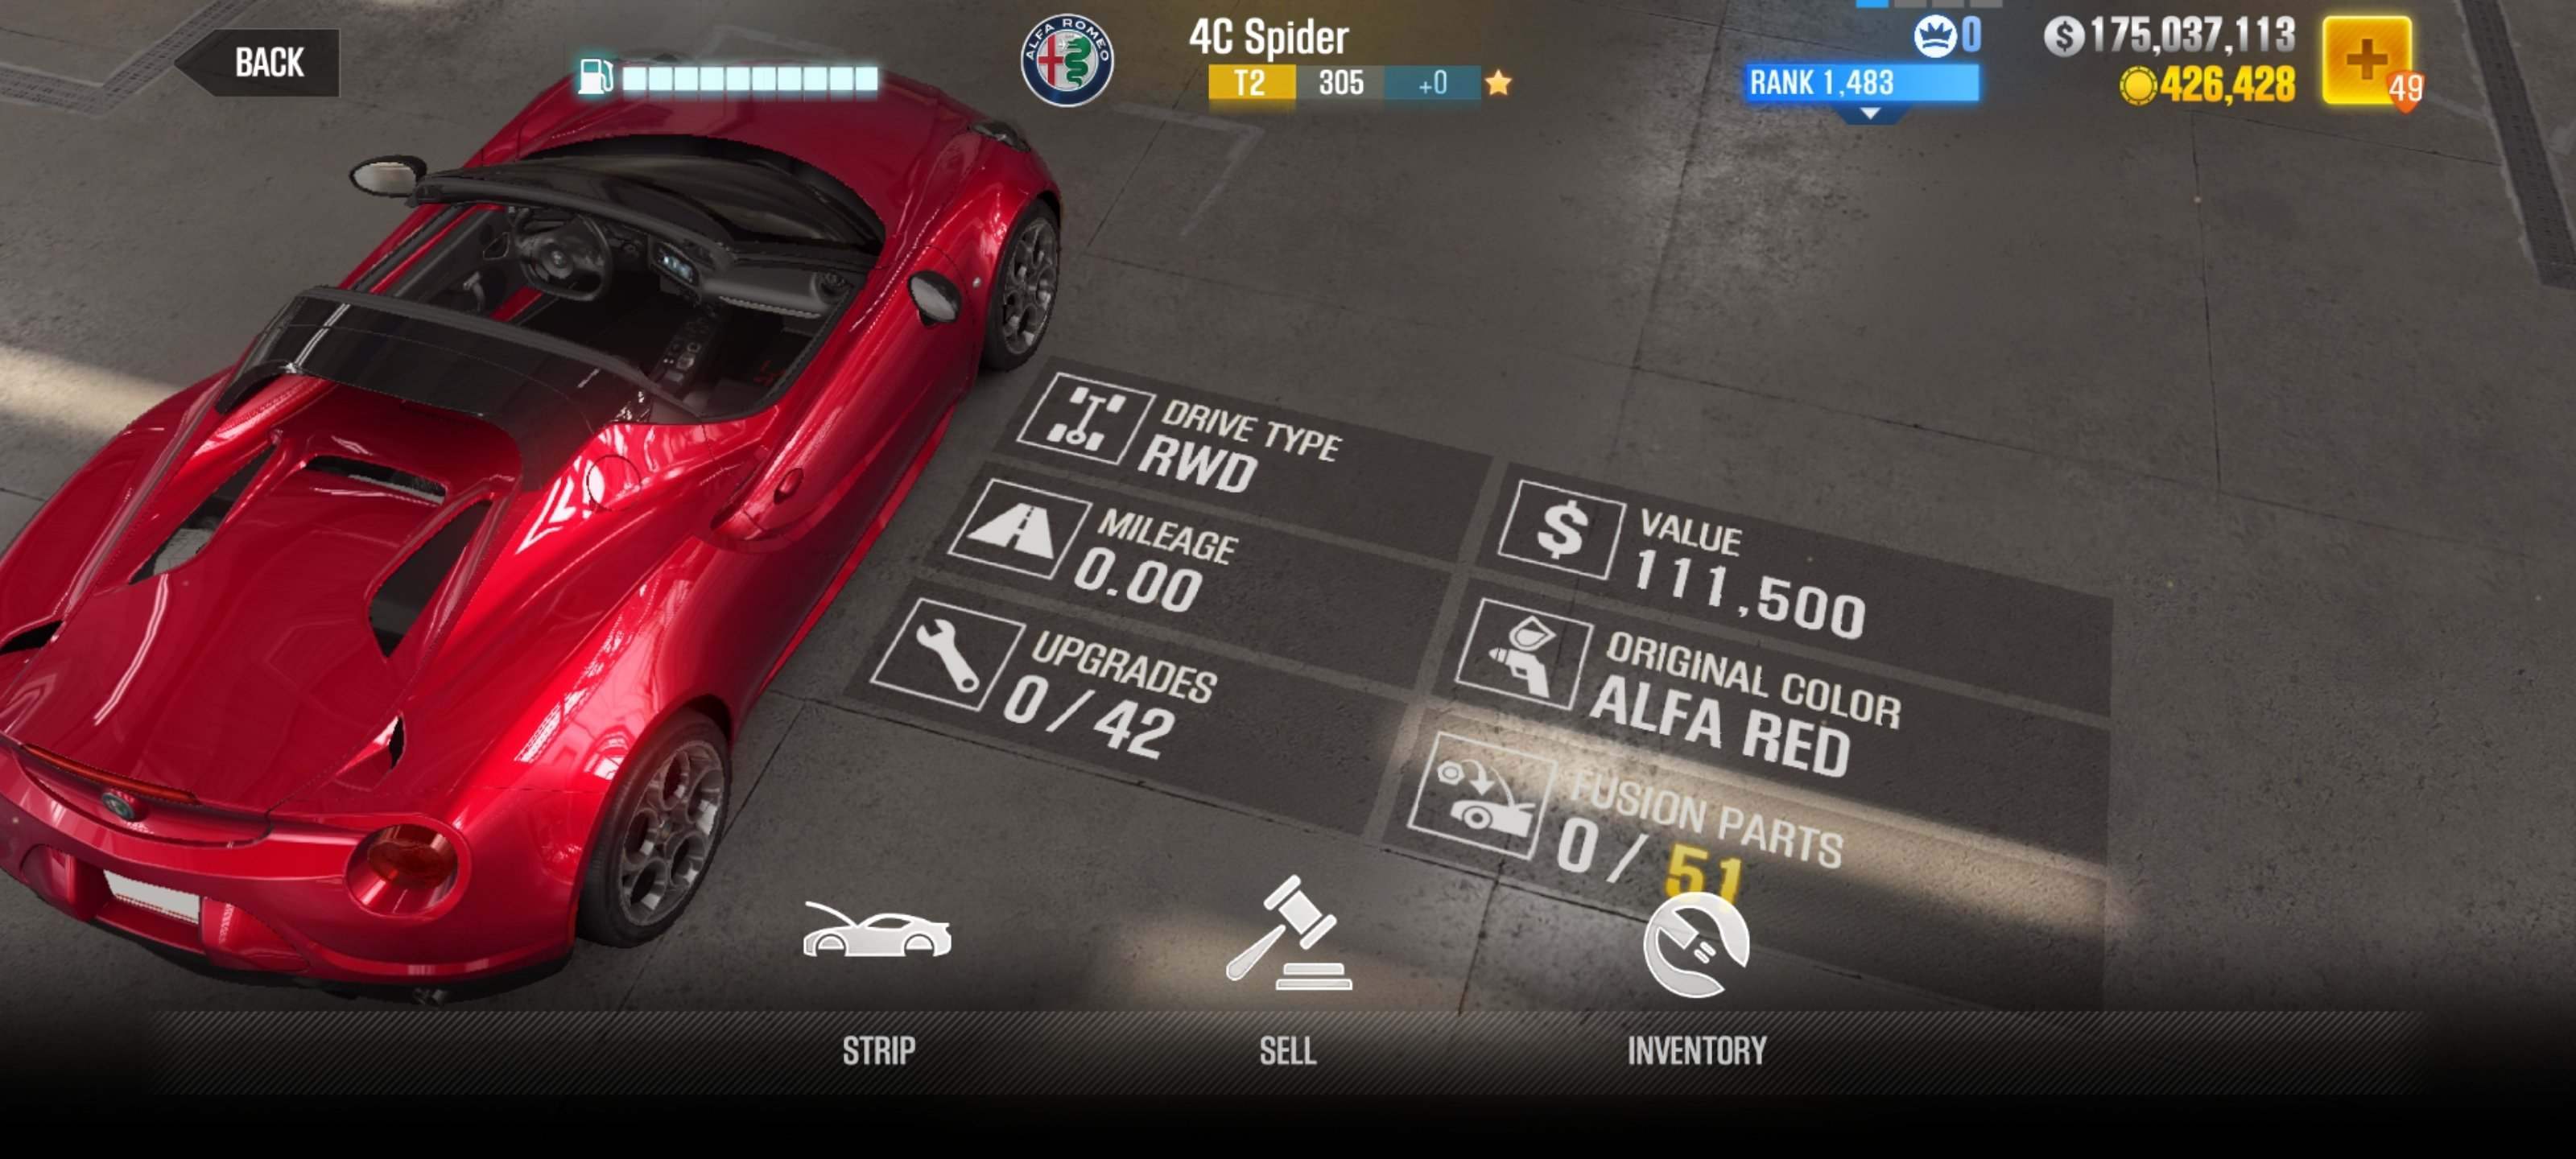 BACK
ALFA ROMEO
4C Spider
T2 305 +0
0
RANK 1,483
$ 175,037,113
426,428
49
DRIVE TYPE
RWD
MILEAGE
0.00
UPGRADES
0/42
$ VALUE
111,500
ORIGINAL COLOR
ALFA RED
FUSION PARTS
0/51
STRIP
SELL
INVENTORY